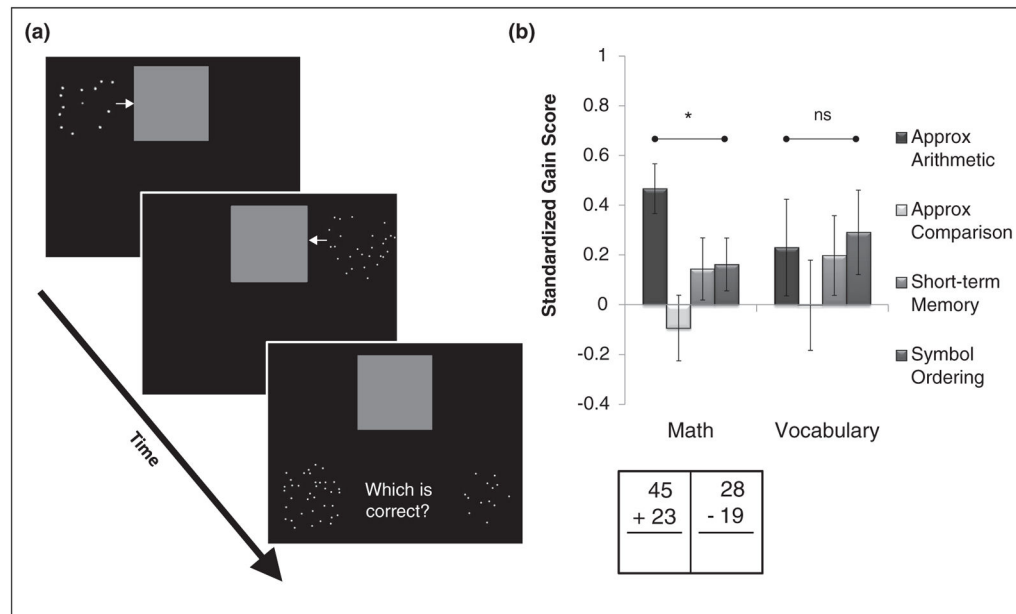 (a)
Which is
correct?
Time
(b)
Standardized Gain Score
1
0.8
0.6
0.4
0.2
0
-0.2
-0.4
*
ns
Math
Vocabulary
Approx
Arithmetic
Approx
Comparison
Short-term
Memory
Symbol
Ordering
45
+ 23
28
- 19